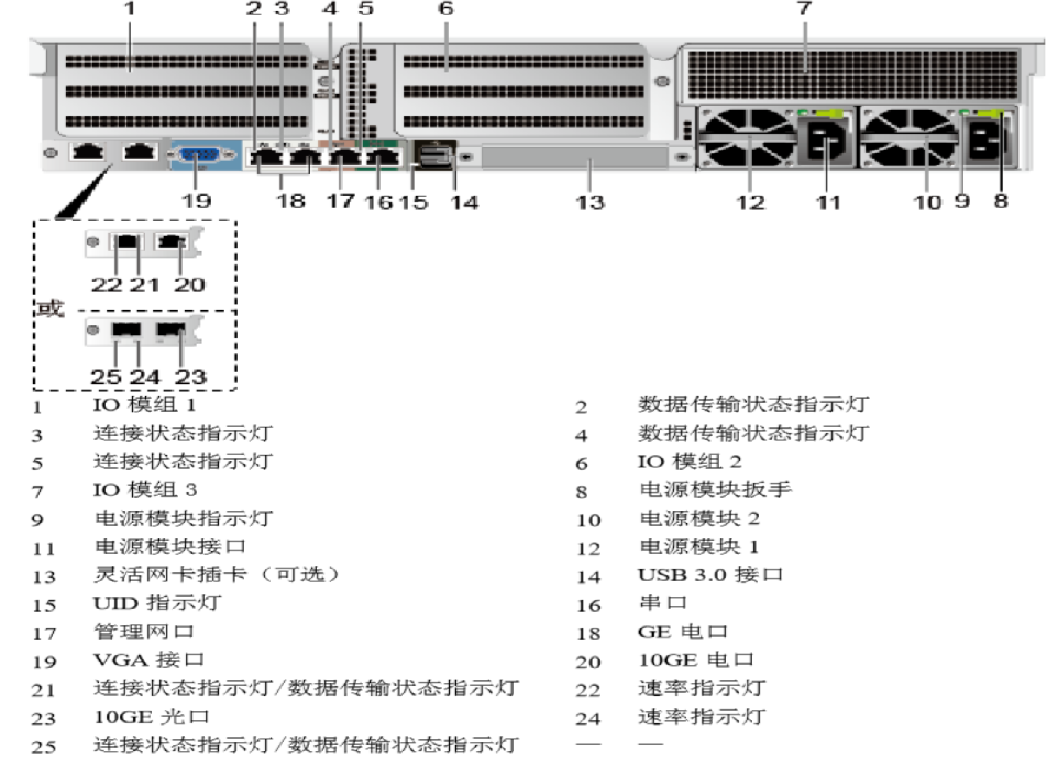 1 2 3 4 5 6 7
19 18 17 16 15 14 13 12 11 10 9 8
22 21 20
或
25 24 23
1 IO 模组 1 2 数据传输状态指示灯
3 连接状态指示灯 4 数据传输状态指示灯
5 连接状态指示灯 6 IO 模组 2
7 IO 模组 3 8 电源模块扳手
9 电源模块指示灯 10 电源模块 2
11 电源模块接口 12 电源模块 1
13 灵活网卡插卡（可选） 14 USB 3.0 接口
15 UID 指示灯 16 串口
17 管理网口 18 GE 电口
19 VGA 接口 20 10GE 电口
21 连接状态指示灯/数据传输状态指示灯 22 速率指示灯
23 10GE 光口 24 速率指示灯
25 连接状态指示灯/数据传输状态指示灯 — —